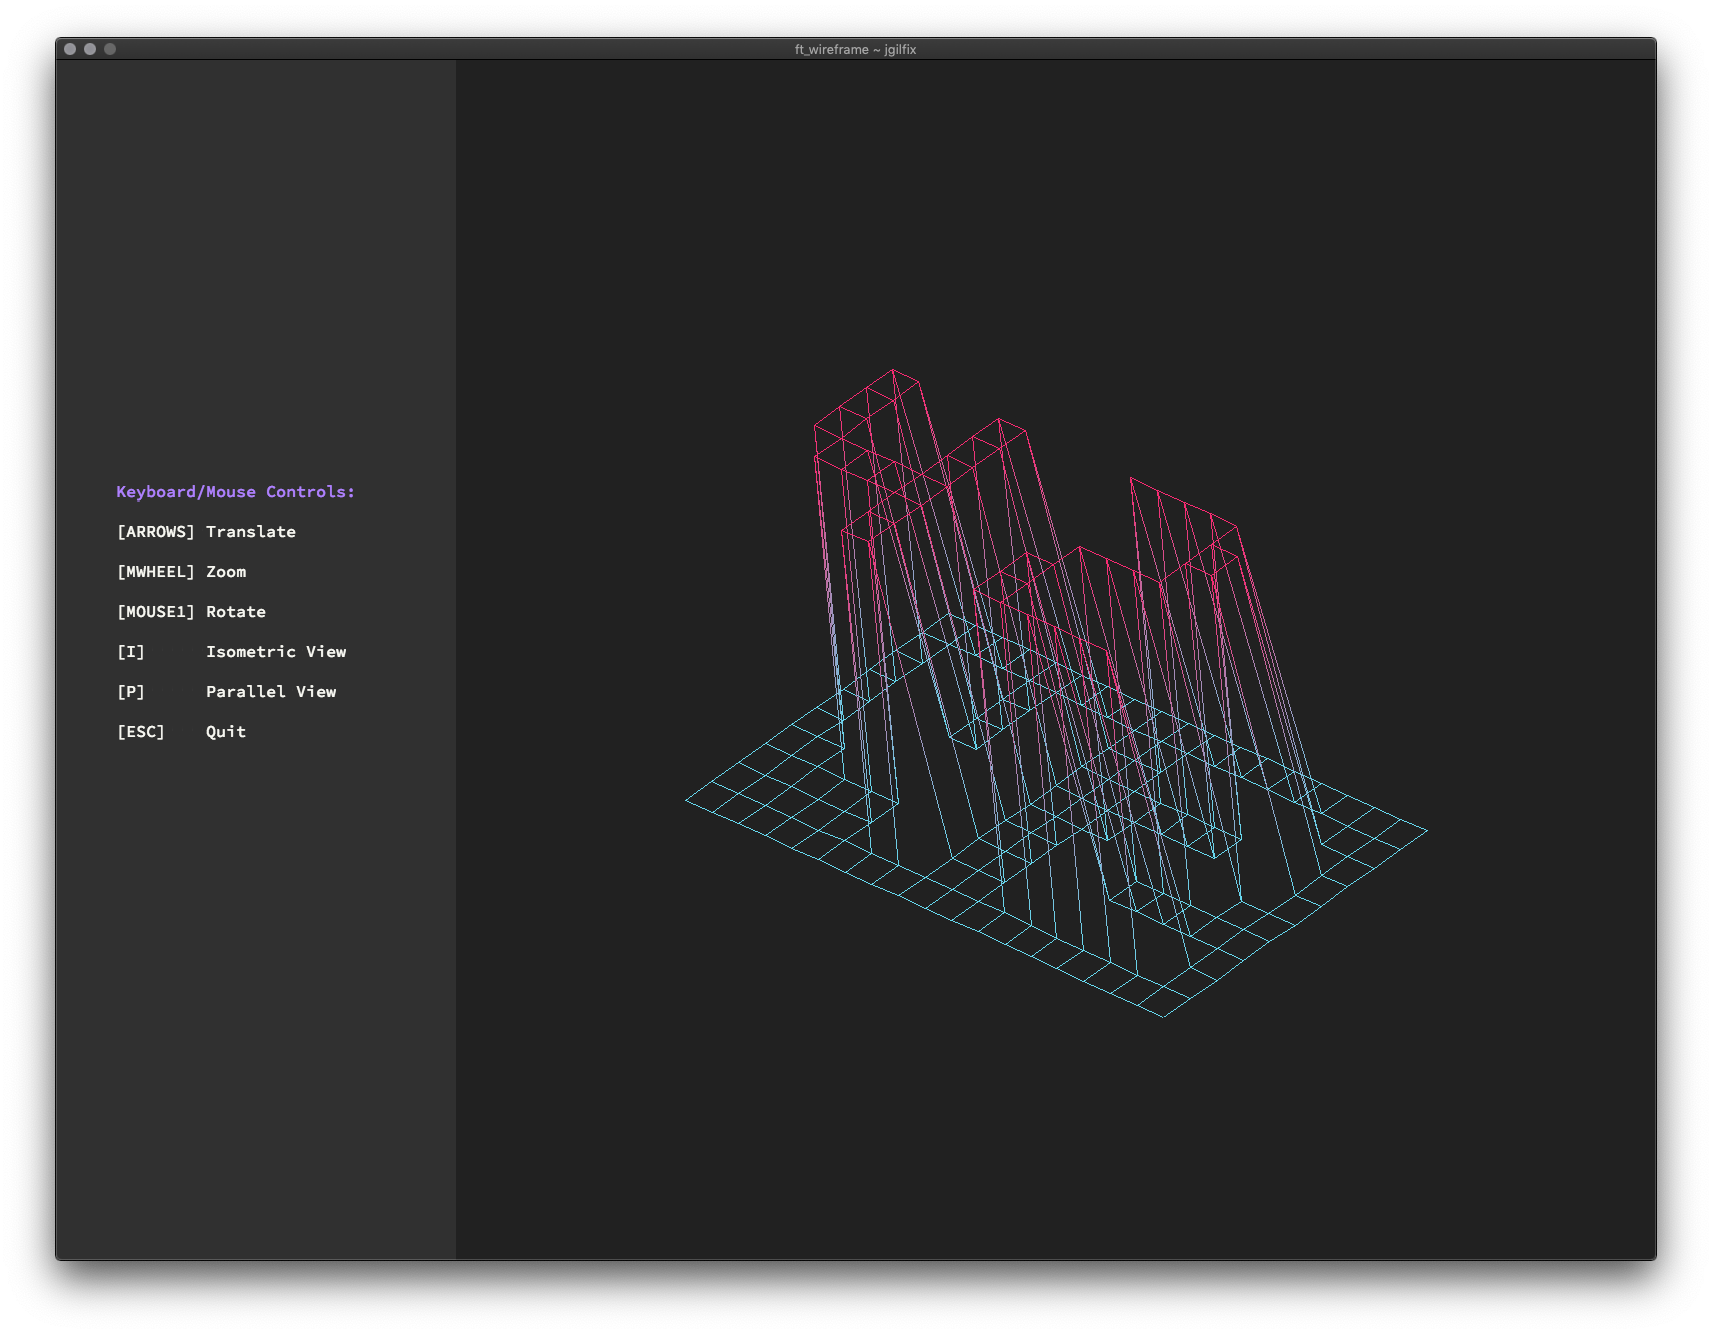 ft_wireframe ~ jgilfix
Keyboard/Mouse Controls:
[ARROWS] Translate
[MWHEEL] Zoom
[MOUSE1] Rotate
[I] Isometric View
[P] Parallel View
[ESC] Quit